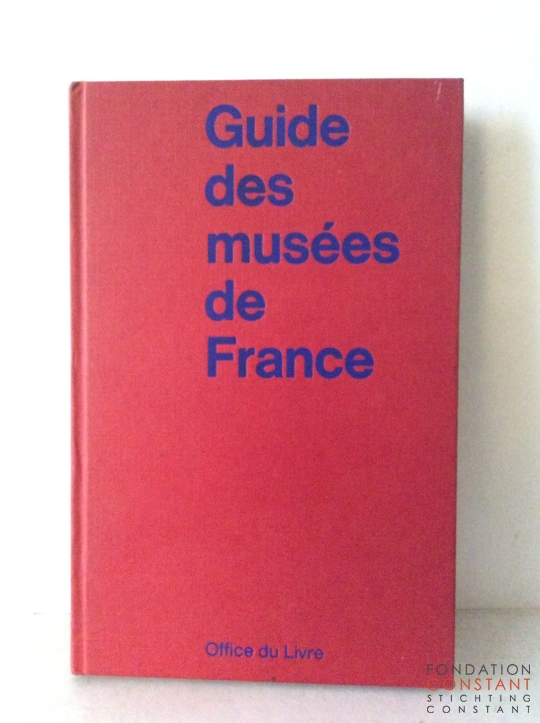 Guide
des
musées
de
France
Office du Livre
FONDATION
CONSTANT
STICHTING
CONSTANT